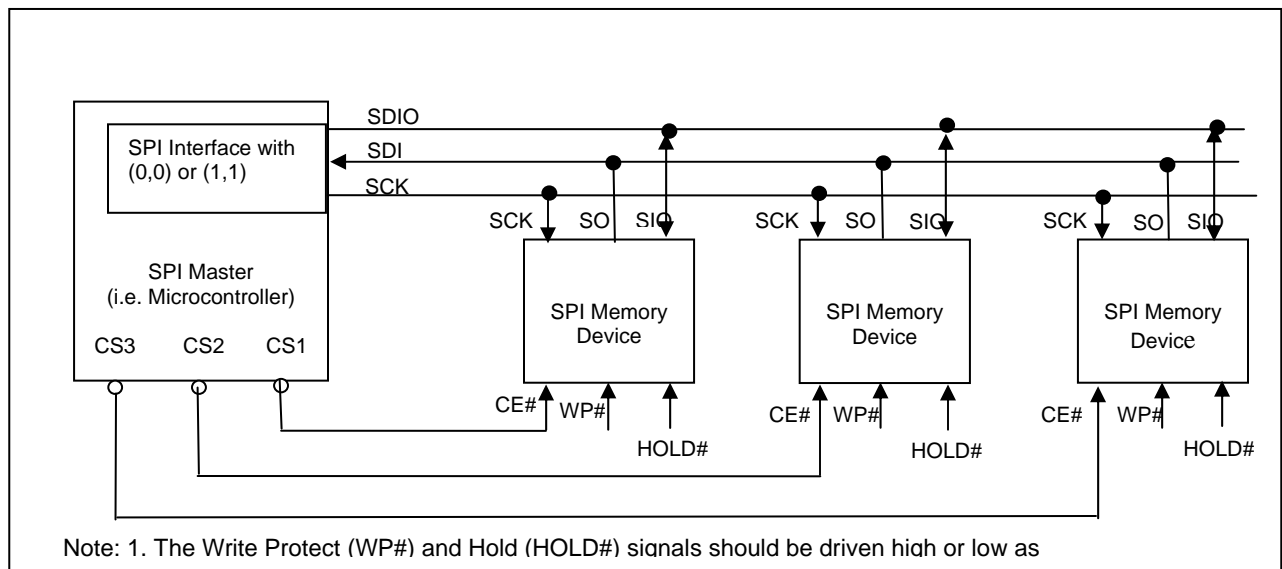 SDIO
SPI Interface with
(0,0) or (1,1)
SDI
SCK
SCK SO SIO
SCK SO SIO
SCK SO SIO
SPI Master
(i.e. Microcontroller)
SPI Memory
Device
SPI Memory
Device
SPI Memory
Device
CS3 CS2 CS1
CE# WP# HOLD#
CE# WP# HOLD#
CE# WP# HOLD#
Note: 1. The Write Protect (WP#) and Hold (HOLD#) signals should be driven high or low as